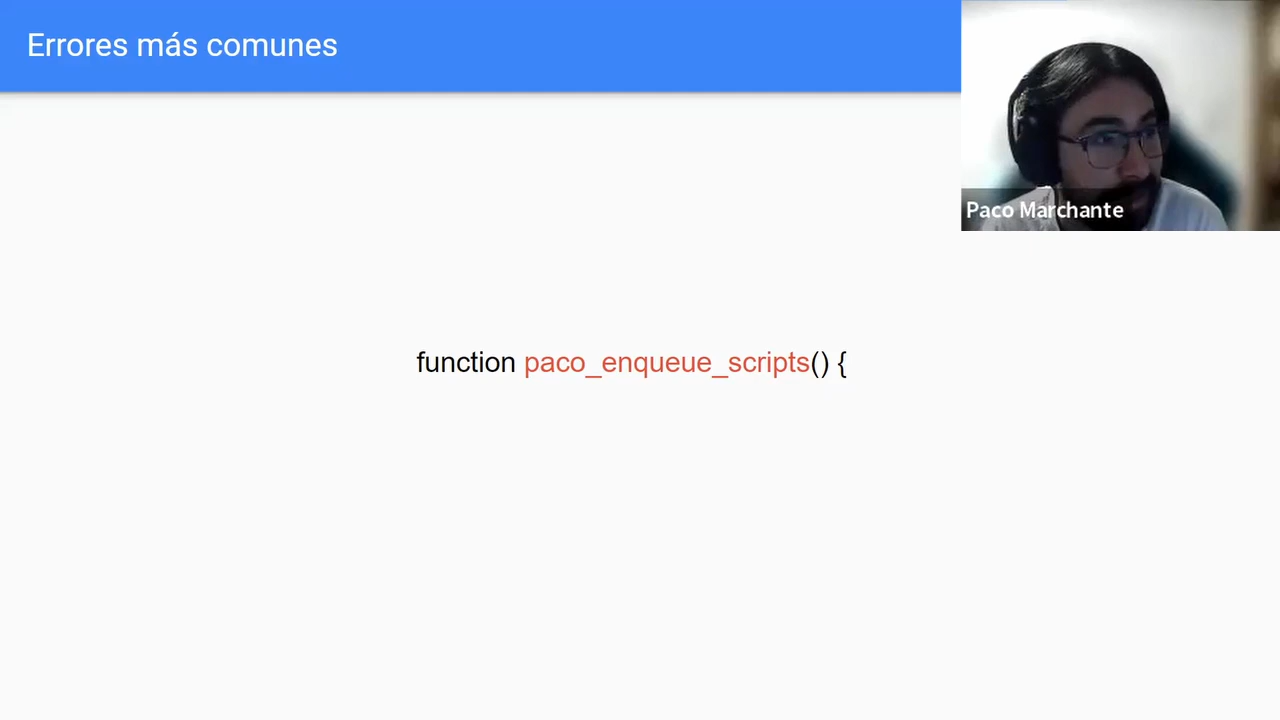 Errores más comunes
Paco Marchante
function paco_enqueue_scripts() {